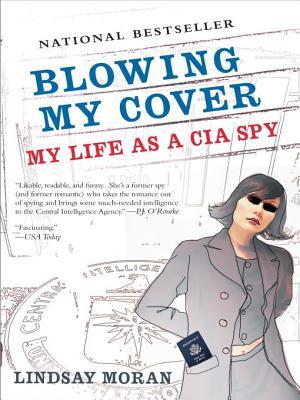 NATIONAL BESTSELLER
BLOWING
MY COVER
MY LIFE AS A CIA SPY
"Likable, readable, and funny...She's a former spy
(and former romantic) who takes the romance out
of spying and brings some much-needed intelligence
to the Central Intelligence Agency." —P.J. O'Rourke
"Fascinating."
—USA Today
CENTRAL INTELLIGENCE
LINDSAY MORAN